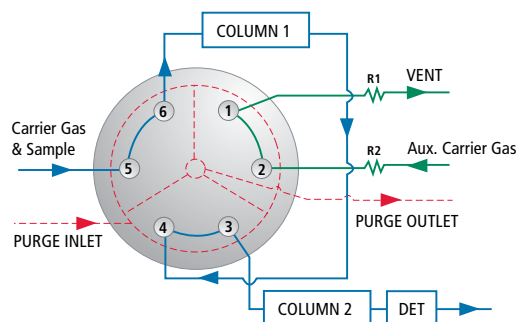 COLUMN 1
R1
VENT
6
1
Carrier Gas
& Sample
5
2
R2
Aux. Carrier Gas
PURGE INLET
4
3
PURGE OUTLET
COLUMN 2
DET